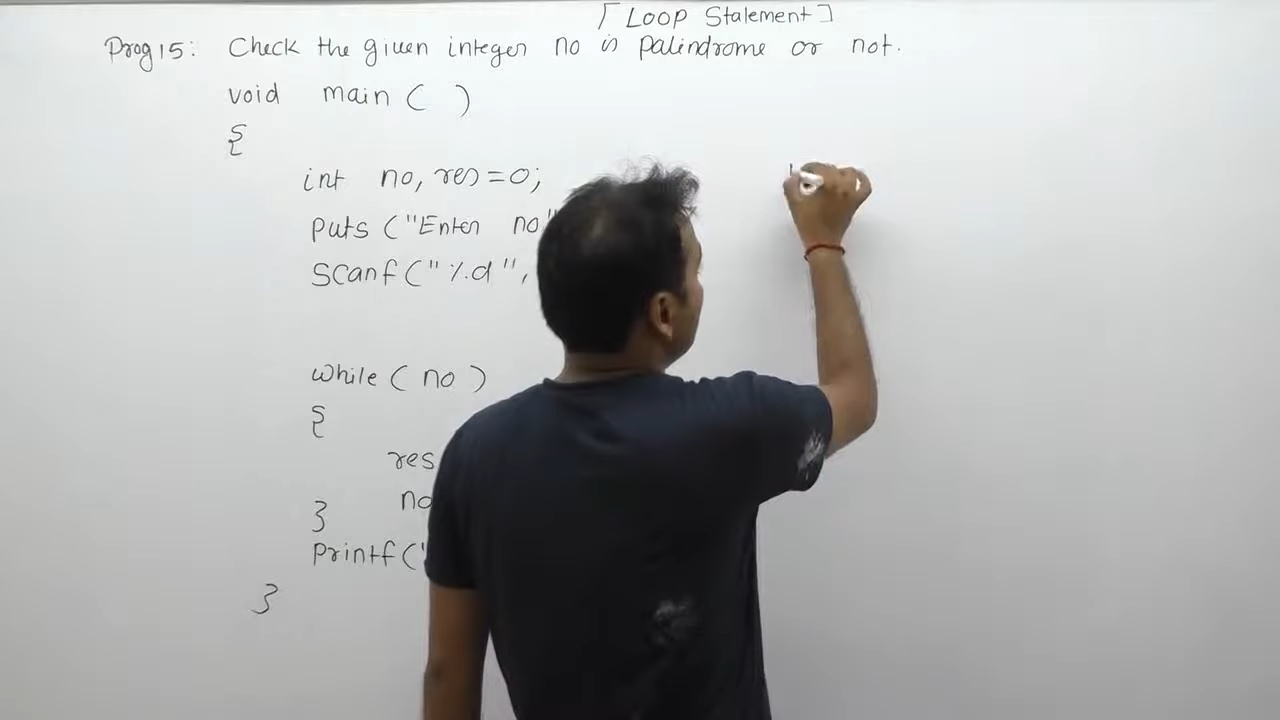 [Loop Statement]
Prog 15: Check the given integer no is palindrome or not.
void main ( )
{
int no, res = 0;
puts ("Enter no"
Scanf ("%d",
while ( no )
{
res
no
}
Printf ("
}